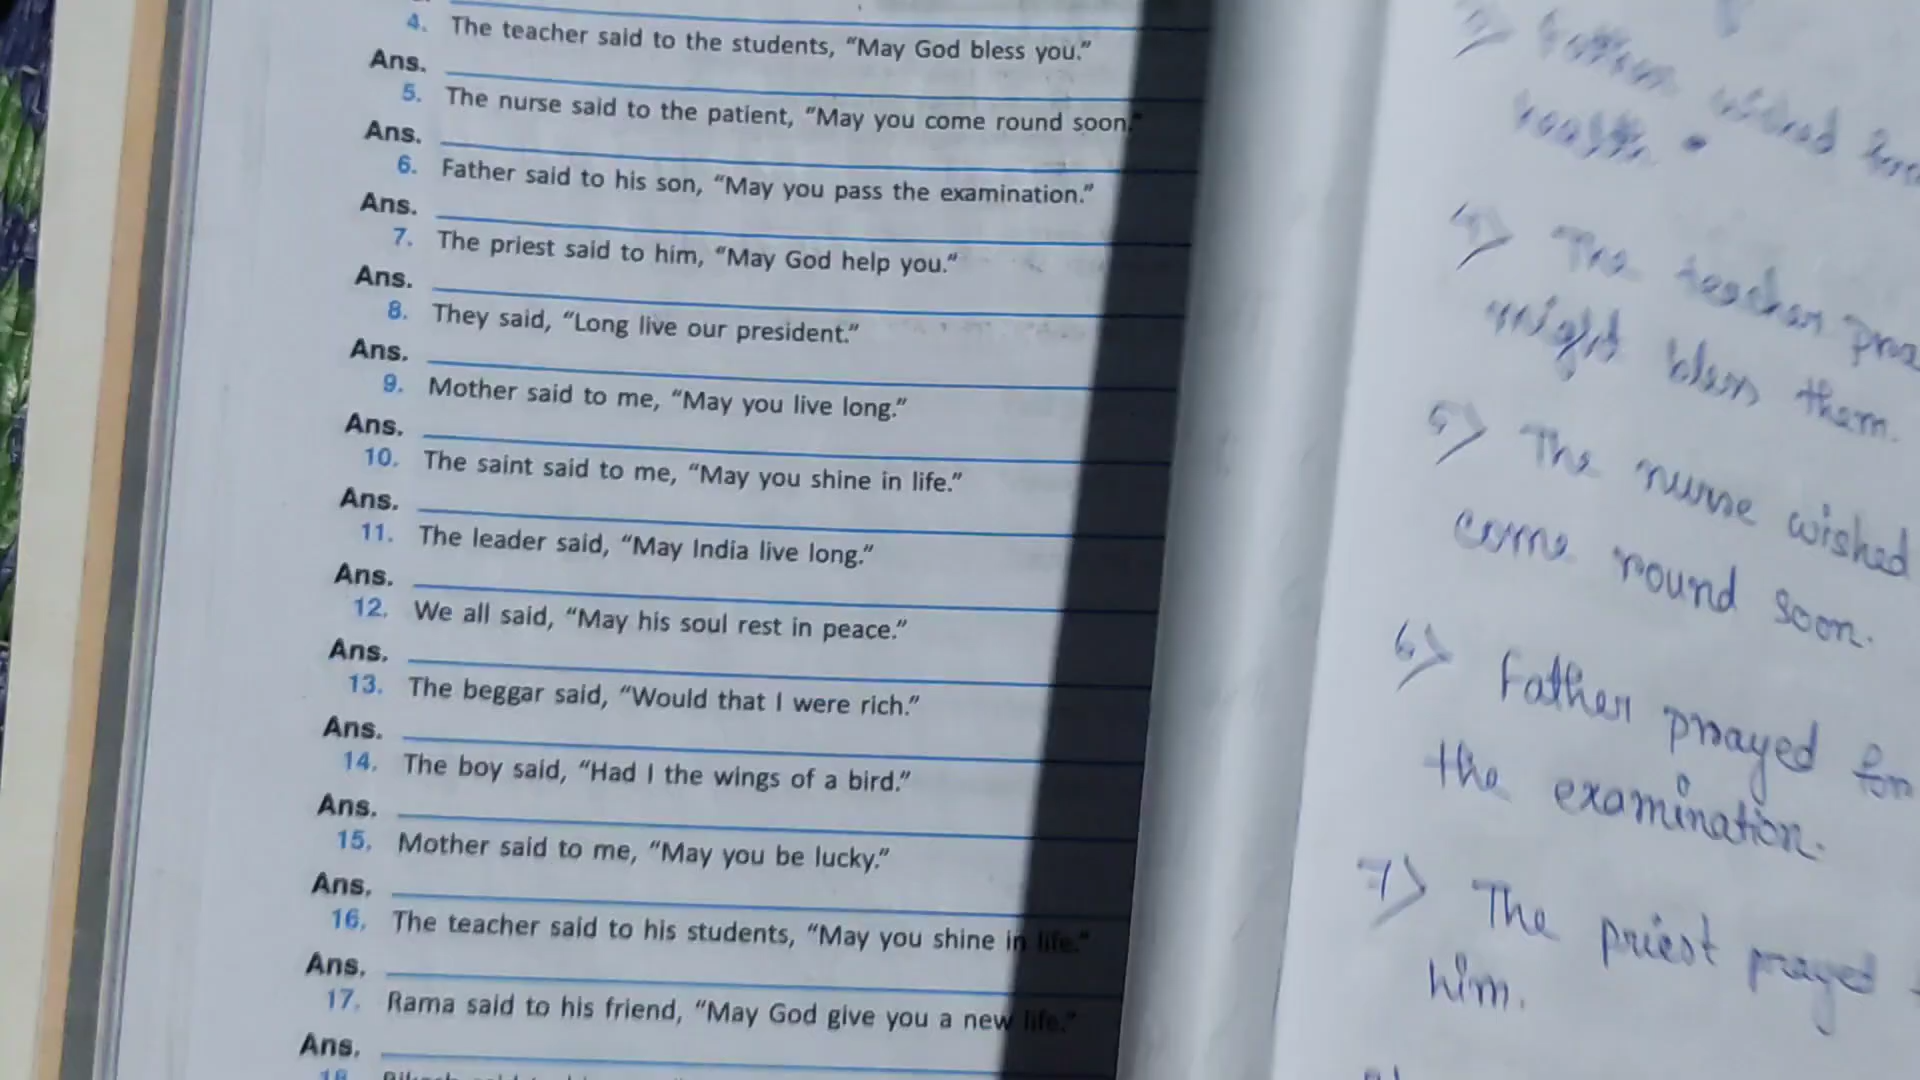 4. The teacher said to the students, “May God bless you.”
Ans.
5. The nurse said to the patient, “May you come round soon.”
Ans.
6. Father said to his son, “May you pass the examination.”
Ans.
7. The priest said to him, “May God help you.”
Ans.
8. They said, “Long live our president.”
Ans.
9. Mother said to me, “May you live long.”
Ans.
10. The saint said to me, “May you shine in life.”
Ans.
11. The leader said, “May India live long.”
Ans.
12. We all said, “May his soul rest in peace.”
Ans.
13. The beggar said, “Would that I were rich.”
Ans.
14. The boy said, “Had I the wings of a bird.”
Ans.
15. Mother said to me, “May you be lucky.”
Ans.
16. The teacher said to his students, “May you shine in life.”
Ans.
17. Rama said to his friend, “May God give you a new life.”
Ans.
18.
wished
health.
4) The teacher
might bless them.
5) The nurse wished
come round soon.
6) Father prayed for
the examination.
7) The priest prayed
him.